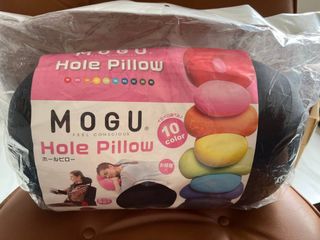 MOGU
Hole Pillow
MOGU®
FEEL CONSCIOUS
Hole Pillow
ホールピロー
10
color